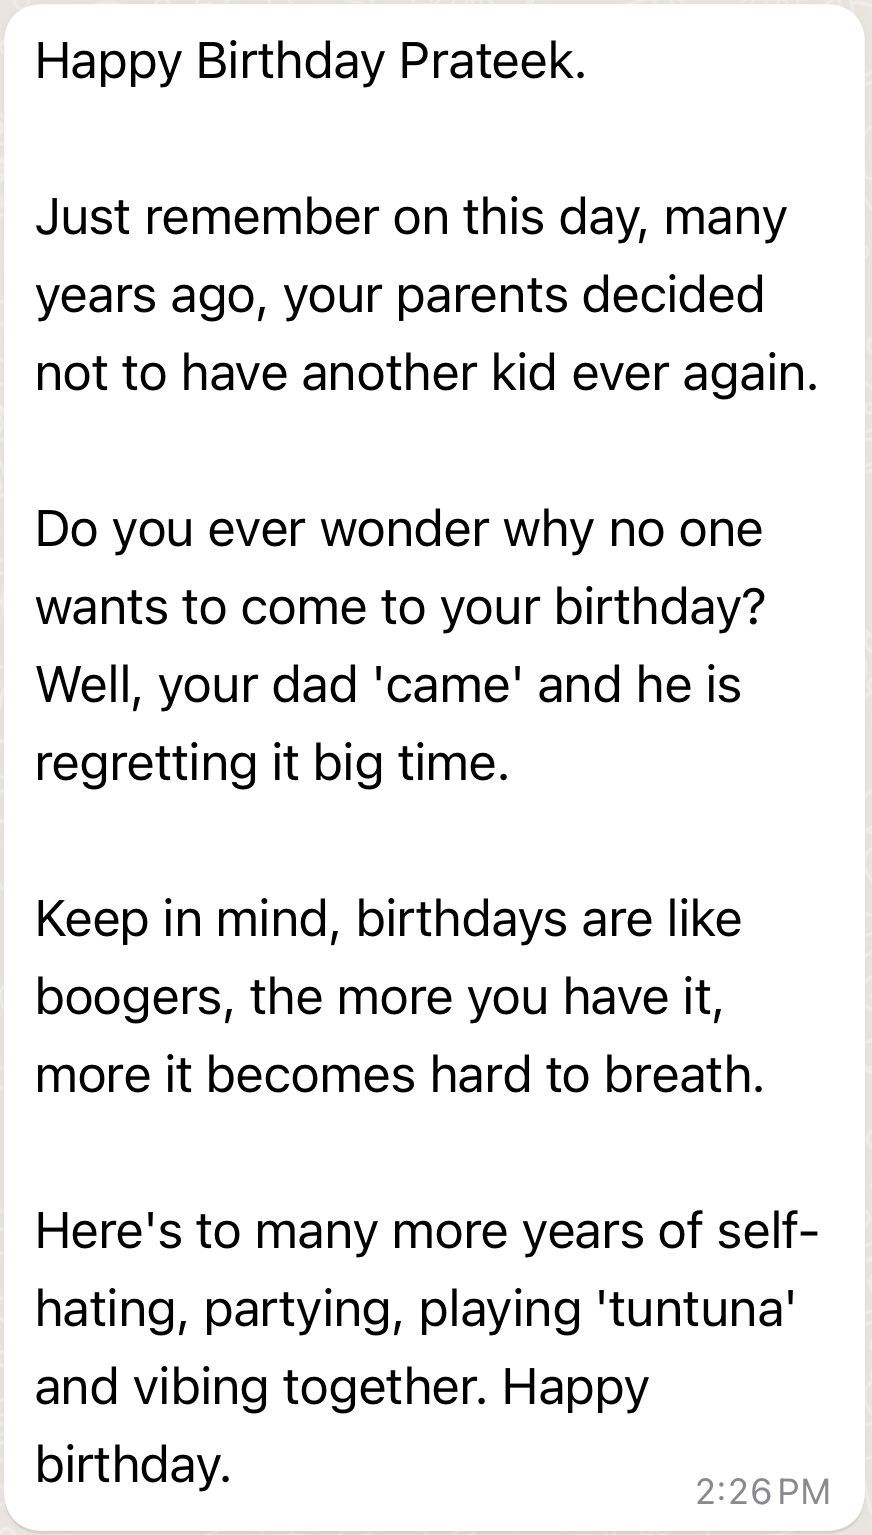 Happy Birthday Prateek.
Just remember on this day, many
years ago, your parents decided
not to have another kid ever again.
Do you ever wonder why no one
wants to come to your birthday?
Well, your dad 'came' and he is
regretting it big time.
Keep in mind, birthdays are like
boogers, the more you have it,
more it becomes hard to breath.
Here's to many more years of self-
hating, partying, playing 'tuntuna'
and vibing together. Happy
birthday.
2:26 PM